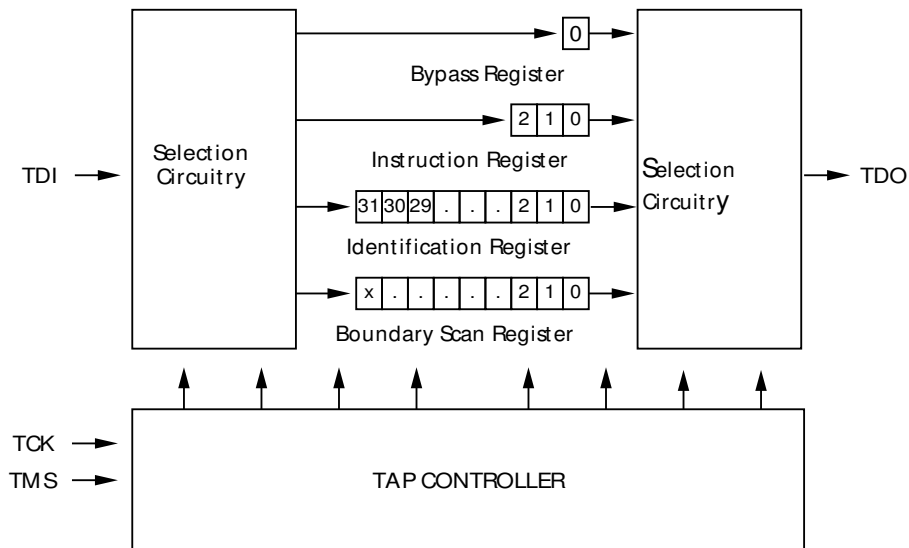 0
Bypass Register
2 1 0
Instruction Register
Selection
Circuitry
TDI
Selection
Circuitry
TDO
31 30 29 . . . 2 1 0
Identification Register
x . . . . . 2 1 0
Boundary Scan Register
TCK
TMS
TAP CONTROLLER